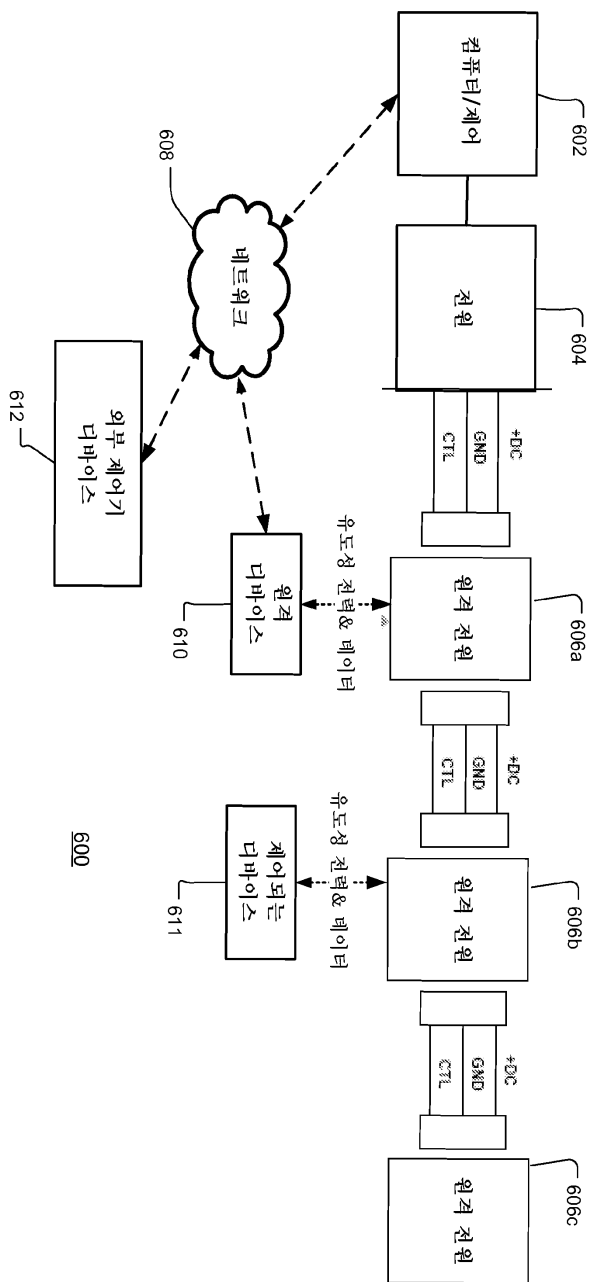 컴퓨터/제어
602
전원
604
+DC
GND
CTL
원격 전원
606a
+DC
GND
CTL
원격 전원
606b
+DC
GND
CTL
원격 전원
606c
608
네트워크
유도성 전력& 데이터
유도성 전력& 데이터
외부 제어기
디바이스
612
원격
디바이스
610
제어되는
디바이스
611
600